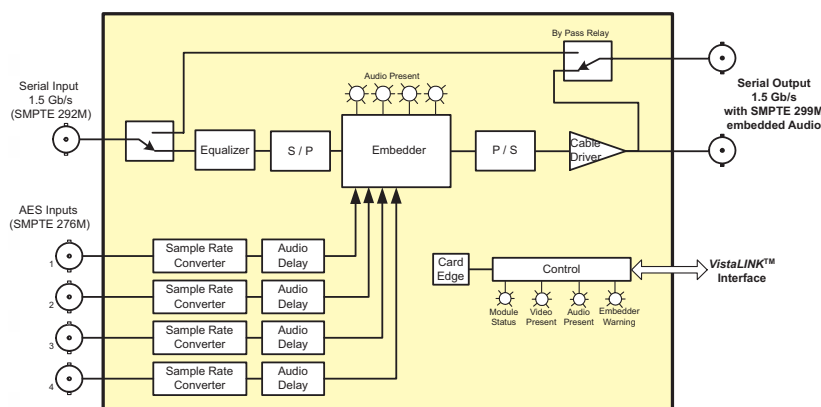 By Pass Relay
Serial Input
1.5 Gb/s
(SMPTE 292M)
Audio Present
Serial Output
1.5 Gb/s
with SMPTE 299M
embedded Audio
Equalizer
S / P
Embedder
P / S
Cable
Driver
AES Inputs
(SMPTE 276M)
1
Sample Rate
Converter
Audio
Delay
2
Sample Rate
Converter
Audio
Delay
3
Sample Rate
Converter
Audio
Delay
4
Sample Rate
Converter
Audio
Delay
Card
Edge
Control
VistaLINK™
Interface
Module
Status
Video
Present
Audio
Present
Embedder
Warning